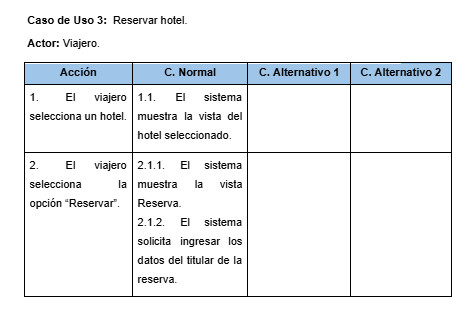 Caso de Uso 3: Reservar hotel.
Actor: Viajero.
Acción C. Normal C. Alternativo 1 C. Alternativo 2
1. El viajero
selecciona un hotel.
1.1. El sistema
muestra la vista del
hotel seleccionado.
2. El viajero
selecciona la
opción “Reservar”.
2.1.1. El sistema
muestra la vista
Reserva.
2.1.2. El sistema
solicita ingresar los
datos del titular de la
reserva.